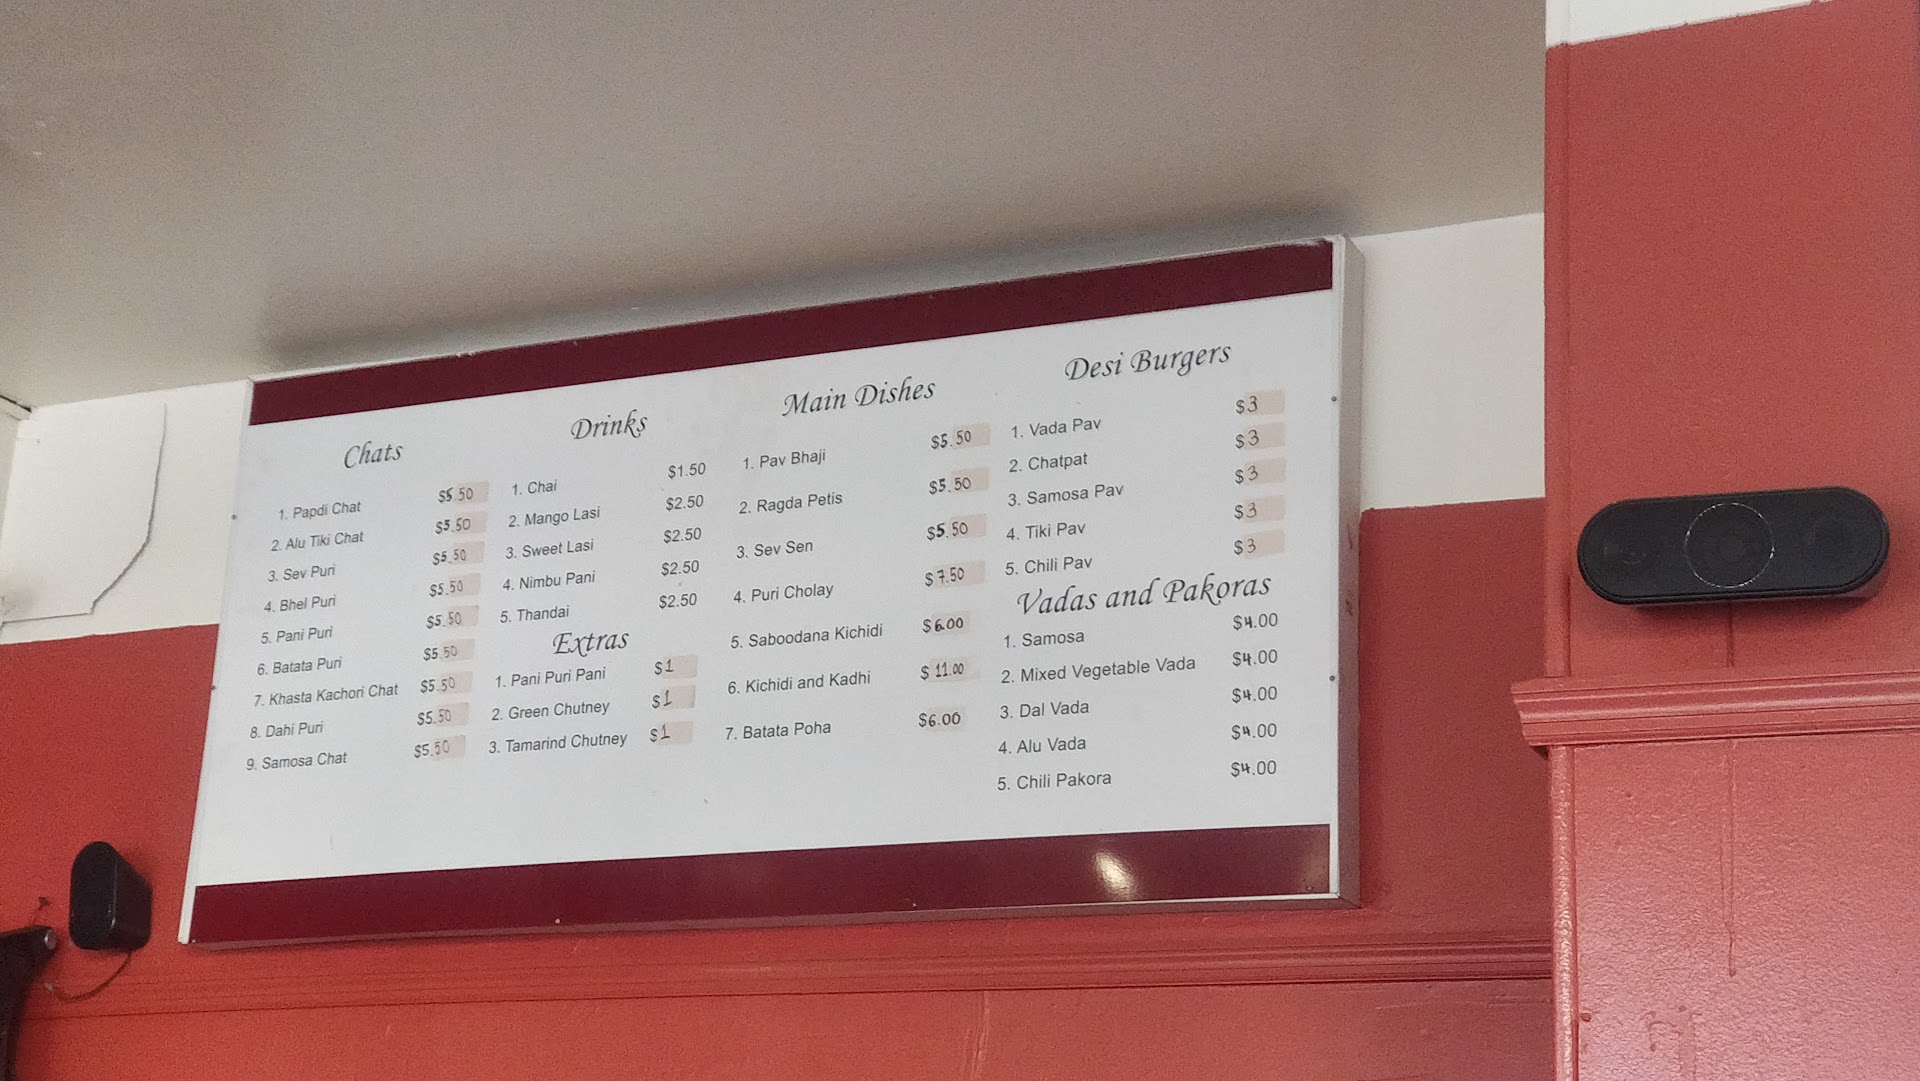 Chats
1. Papdi Chat $5.50
2. Alu Tiki Chat $5.50
3. Sev Puri $5.50
4. Bhel Puri $5.50
5. Pani Puri $5.50
6. Batata Puri $5.50
7. Khasta Kachori Chat $5.50
8. Dahi Puri $5.50
9. Samosa Chat $5.50
Drinks
1. Chai $1.50
2. Mango Lasi $2.50
3. Sweet Lasi $2.50
4. Nimbu Pani $2.50
5. Thandai $2.50
Extras
1. Pani Puri Pani $1
2. Green Chutney $1
3. Tamarind Chutney $1
Main Dishes
1. Pav Bhaji $5.50
2. Ragda Petis $5.50
3. Sev Sen $5.50
4. Puri Cholay $7.50
5. Saboodana Kichidi $6.00
6. Kichidi and Kadhi $11.00
7. Batata Poha $6.00
Desi Burgers
1. Vada Pav $3
2. Chatpat $3
3. Samosa Pav $3
4. Tiki Pav $3
5. Chili Pav $3
Vadas and Pakoras
1. Samosa $4.00
2. Mixed Vegetable Vada $4.00
3. Dal Vada $4.00
4. Alu Vada $4.00
5. Chili Pakora $4.00